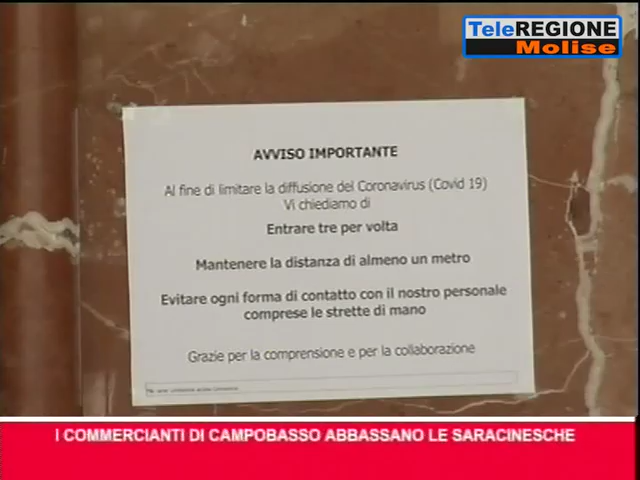 TeleREGIONE
Molise
AVVISO IMPORTANTE
Al fine di limitare la diffusione del Coronavirus (Covid 19)
Vi chiediamo di
Entrare tre per volta
Mantenere la distanza di almeno un metro
Evitare ogni forma di contatto con il nostro personale
comprese le strette di mano
Grazie per la comprensione e per la collaborazione
I COMMERCIANTI DI CAMPOBASSO ABBASSANO LE SARACINESCHE